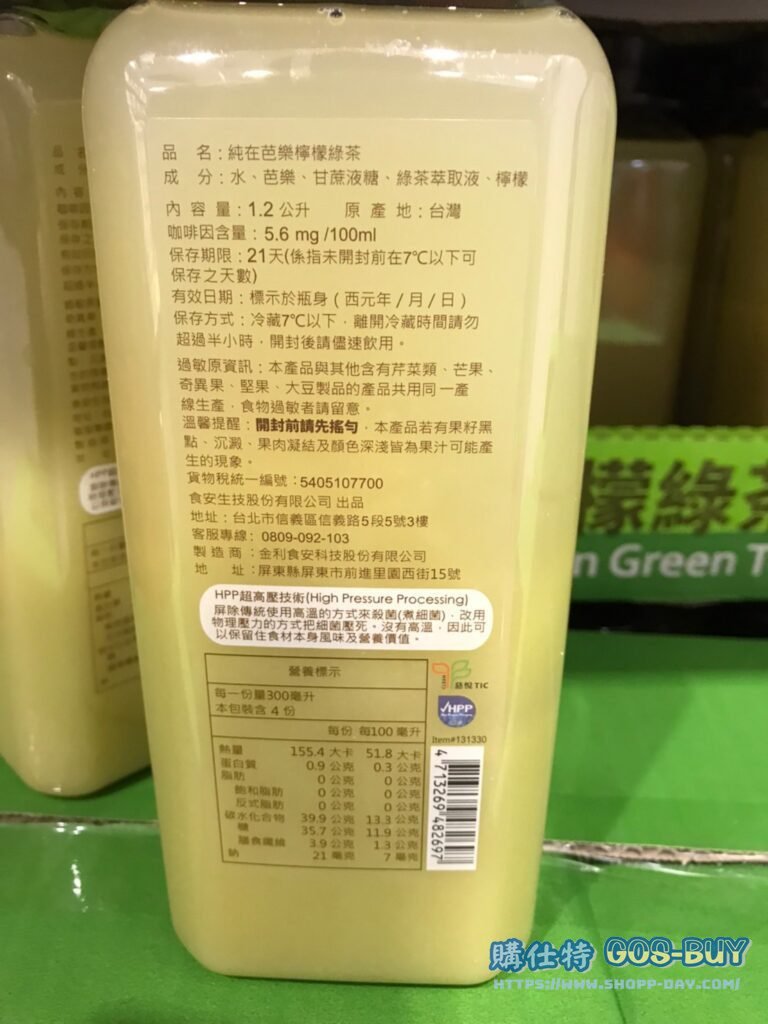 品 名：純在芭樂檸檬綠茶
成 分：水、芭樂、甘蔗液糖、綠茶萃取液、檸檬
內 容 量：1.2 公升 原 產 地：台灣
咖啡因含量：5.6 mg /100ml
保存期限：21天(係指未開封前在7℃以下可
保存之天數)
有效日期：標示於瓶身（西元年/月/日）
保存方式：冷藏7℃以下，離開冷藏時間請勿
超過半小時，開封後請儘速飲用。
過敏原資訊：本產品與其他含有芹菜類、芒果、
奇異果、堅果、大豆製品的產品共用同一產
線生產，食物過敏者請留意。
溫馨提醒：開封前請先搖勻，本產品若有果籽黑
點、沉澱、果肉凝結及顏色深淺皆為果汁可能產
生的現象。
貨物稅統一編號：5405107700
食安生技股份有限公司 出品
地址：台北市信義區信義路5段5號3樓
客服專線：0809-092-103
製 造 商：金利食安科技股份有限公司
地 址：屏東縣屏東市前進里園西街15號
HPP超高壓技術(High Pressure Processing)
屏除傳統使用高溫的方式來殺菌(煮細菌)，改用
物理壓力的方式把細菌壓死。沒有高溫，因此可
以保留住食材本身風味及營養價值。
營養標示
每一份量300毫升
本包裝含 4 份
每份 每100 毫升
熱量 155.4 大卡 51.8 大卡
蛋白質 0.9 公克 0.3 公克
脂肪 0 公克 0 公克
飽和脂肪 0 公克 0 公克
反式脂肪 0 公克 0 公克
碳水化合物 39.9 公克 13.3 公克
糖 35.7 公克 11.9 公克
膳食纖維 3.9 公克 1.3 公克
鈉 21 毫克 7 毫克
慈悅 TIC
HPP
Item#131330
4 713269 482697
檬綠茶
n Green T
購仕特 GOS-BUY
HTTPS://WWW.SHOPP-DAY.COM/